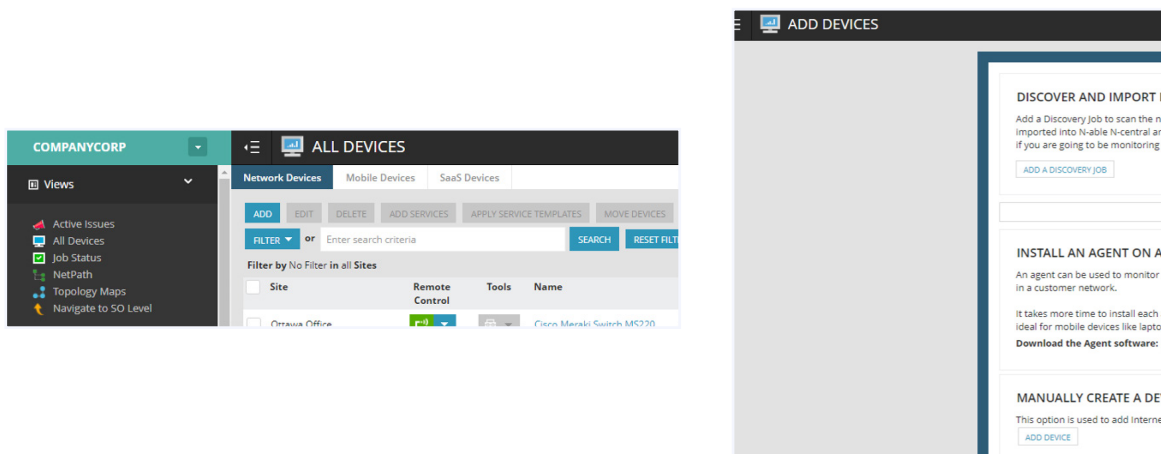 COMPANYCORP
ALL DEVICES
Views
Network Devices Mobile Devices SaaS Devices
ADD EDIT DELETE ADD SERVICES APPLY SERVICE TEMPLATES MOVE DEVICES
Active Issues
All Devices
Job Status
NetPath
Topology Maps
Navigate to SO Level
FILTER or Enter search criteria SEARCH RESET FILT
Filter by No Filter in all Sites
Site Remote Control Tools Name
Ottawa Office Cisco Meraki Switch MS220
ADD DEVICES
DISCOVER AND IMPORT
Add a Discovery Job to scan the n
imported into N-able N-central ar
if you are going to be monitoring
ADD A DISCOVERY JOB
INSTALL AN AGENT ON A
An agent can be used to monitor
in a customer network.
It takes more time to install each
ideal for mobile devices like lapto
Download the Agent software:
MANUALLY CREATE A DE
This option is used to add Interne
ADD DEVICE